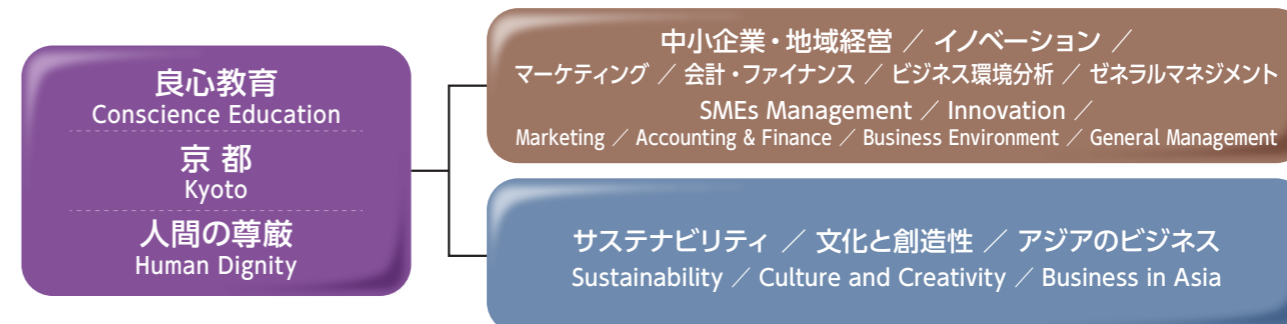 良心教育
Conscience Education
京都
Kyoto
人間の尊厳
Human Dignity
中小企業・地域経営 ／ イノベーション ／
マーケティング ／ 会計・ファイナンス ／ ビジネス環境分析 ／ ゼネラルマネジメント
SMEs Management ／ Innovation ／
Marketing ／ Accounting & Finance ／ Business Environment ／ General Management
サステナビリティ ／ 文化と創造性 ／ アジアのビジネス
Sustainability ／ Culture and Creativity ／ Business in Asia